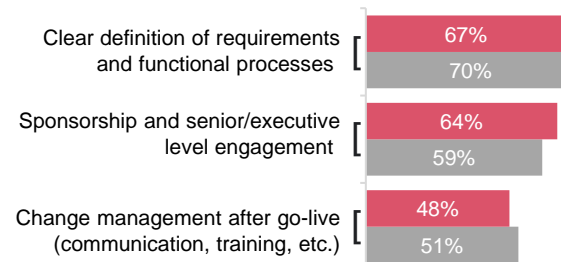 Clear definition of requirements
and functional processes
67%
70%
Sponsorship and senior/executive
level engagement
64%
59%
Change management after go-live
(communication, training, etc.)
48%
51%